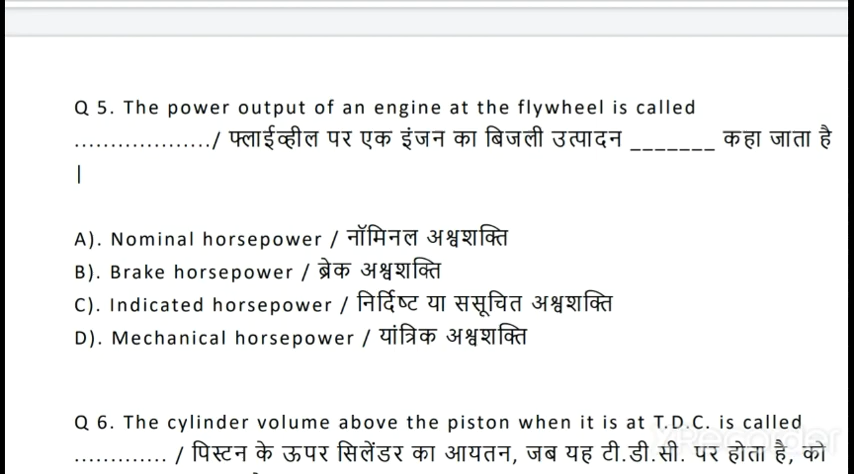 Q 5. The power output of an engine at the flywheel is called
..................../ फ्लाईव्हील पर एक इंजन का बिजली उत्पादन _______ कहा जाता है
|
A). Nominal horsepower / नॉमिनल अश्वशक्ति
B). Brake horsepower / ब्रेक अश्वशक्ति
C). Indicated horsepower / निर्दिष्ट या ससूचित अश्वशक्ति
D). Mechanical horsepower / यांत्रिक अश्वशक्ति
Q 6. The cylinder volume above the piston when it is at T.D.C. is called
............. / पिस्टन के ऊपर सिलेंडर का आयतन, जब यह टी.डी.सी. पर होता है, को